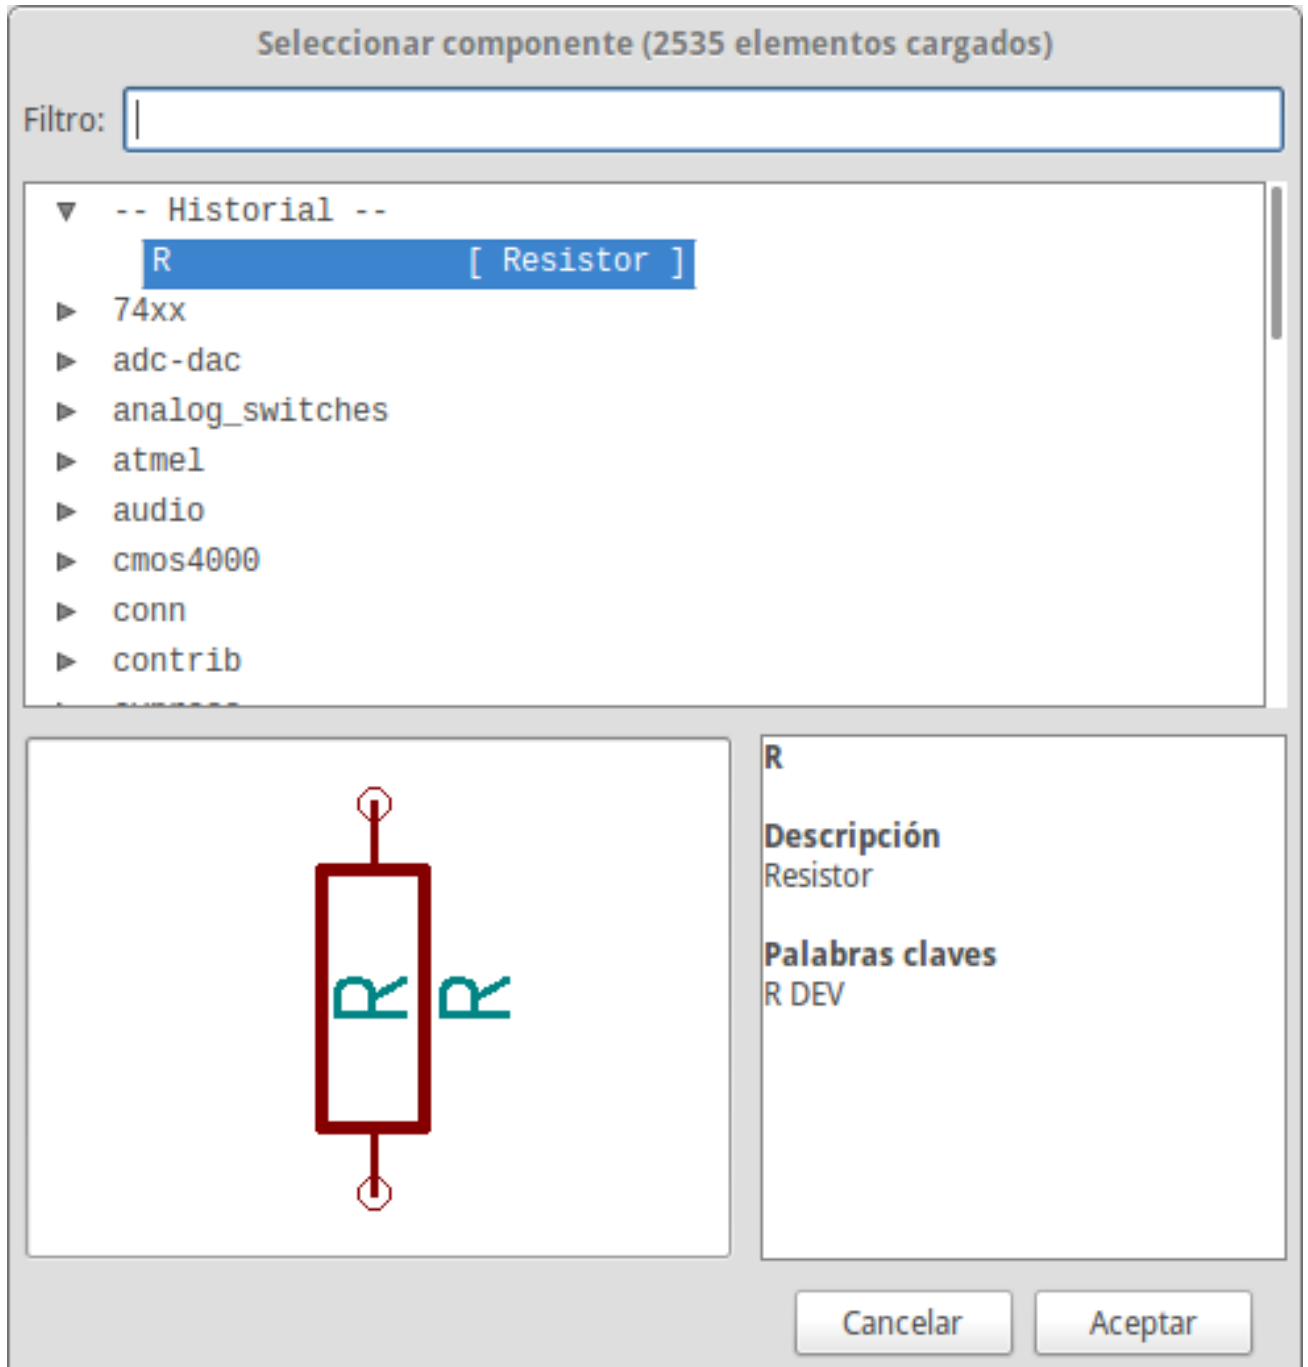 Seleccionar componente (2535 elementos cargados)
Filtro:
-- Historial --
R [ Resistor ]
74xx
adc-dac
analog_switches
atmel
audio
cmos4000
conn
contrib
R
R
R
Descripción
Resistor
Palabras claves
R DEV
Cancelar
Aceptar